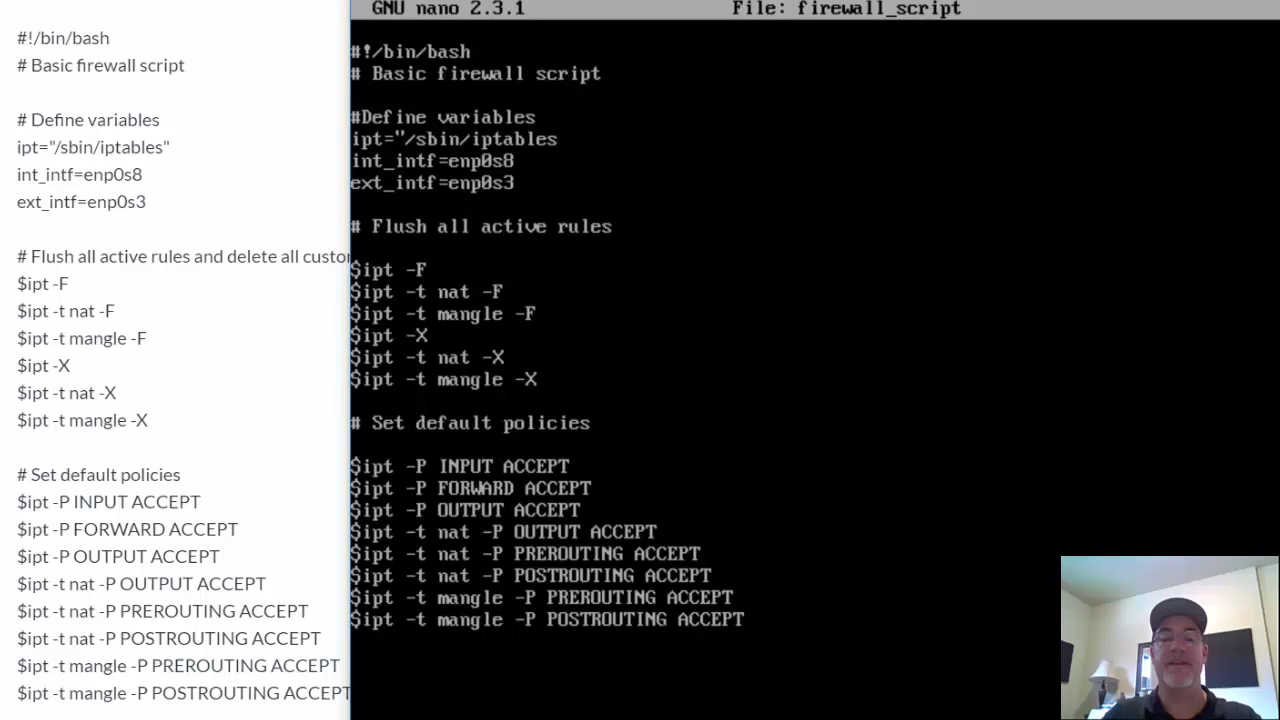 #!/bin/bash
# Basic firewall script
# Define variables
ipt="/sbin/iptables"
int_intf=enp0s8
ext_intf=enp0s3
# Flush all active rules and delete all custo
$ipt -F
$ipt -t nat -F
$ipt -t mangle -F
$ipt -X
$ipt -t nat -X
$ipt -t mangle -X
# Set default policies
$ipt -P INPUT ACCEPT
$ipt -P FORWARD ACCEPT
$ipt -P OUTPUT ACCEPT
$ipt -t nat -P OUTPUT ACCEPT
$ipt -t nat -P PREROUTING ACCEPT
$ipt -t nat -P POSTROUTING ACCEPT
$ipt -t mangle -P PREROUTING ACCEPT
$ipt -t mangle -P POSTROUTING ACCEPT
GNU nano 2.3.1 File: firewall_script
#!/bin/bash
# Basic firewall script
#Define variables
ipt="/sbin/iptables
int_intf=enp0s8
ext_intf=enp0s3
# Flush all active rules
$ipt -F
$ipt -t nat -F
$ipt -t mangle -F
$ipt -X
$ipt -t nat -X
$ipt -t mangle -X
# Set default policies
$ipt -P INPUT ACCEPT
$ipt -P FORWARD ACCEPT
$ipt -P OUTPUT ACCEPT
$ipt -t nat -P OUTPUT ACCEPT
$ipt -t nat -P PREROUTING ACCEPT
$ipt -t nat -P POSTROUTING ACCEPT
$ipt -t mangle -P PREROUTING ACCEPT
$ipt -t mangle -P POSTROUTING ACCEPT